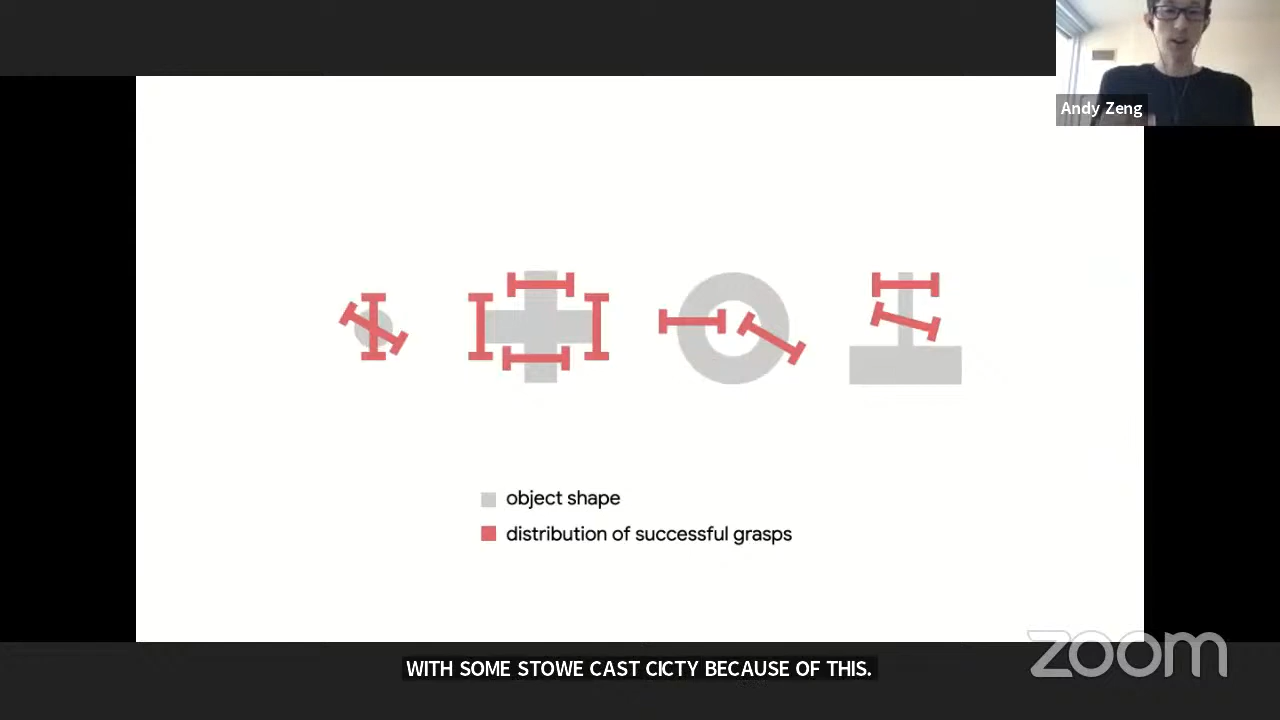 Andy Zeng
object shape
distribution of successful grasps
WITH SOME STOWE CAST CICTY BECAUSE OF THIS.
zoom